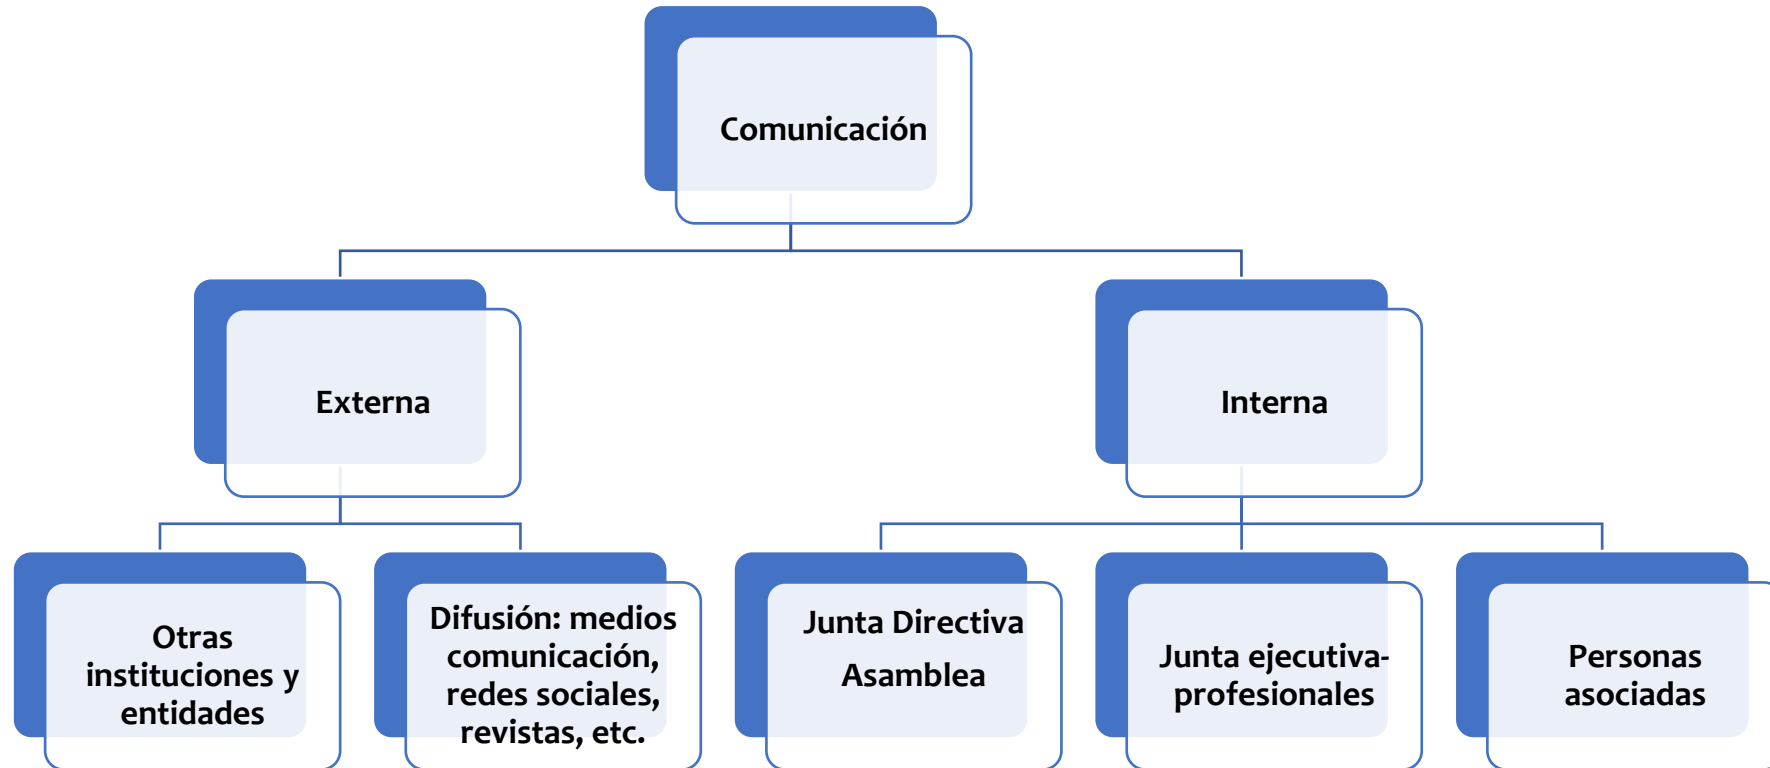 Comunicación
Externa
Interna
Otras
instituciones y
entidades
Difusión: medios
comunicación,
redes sociales,
revistas, etc.
Junta Directiva
Asamblea
Junta ejecutiva-
profesionales
Personas
asociadas